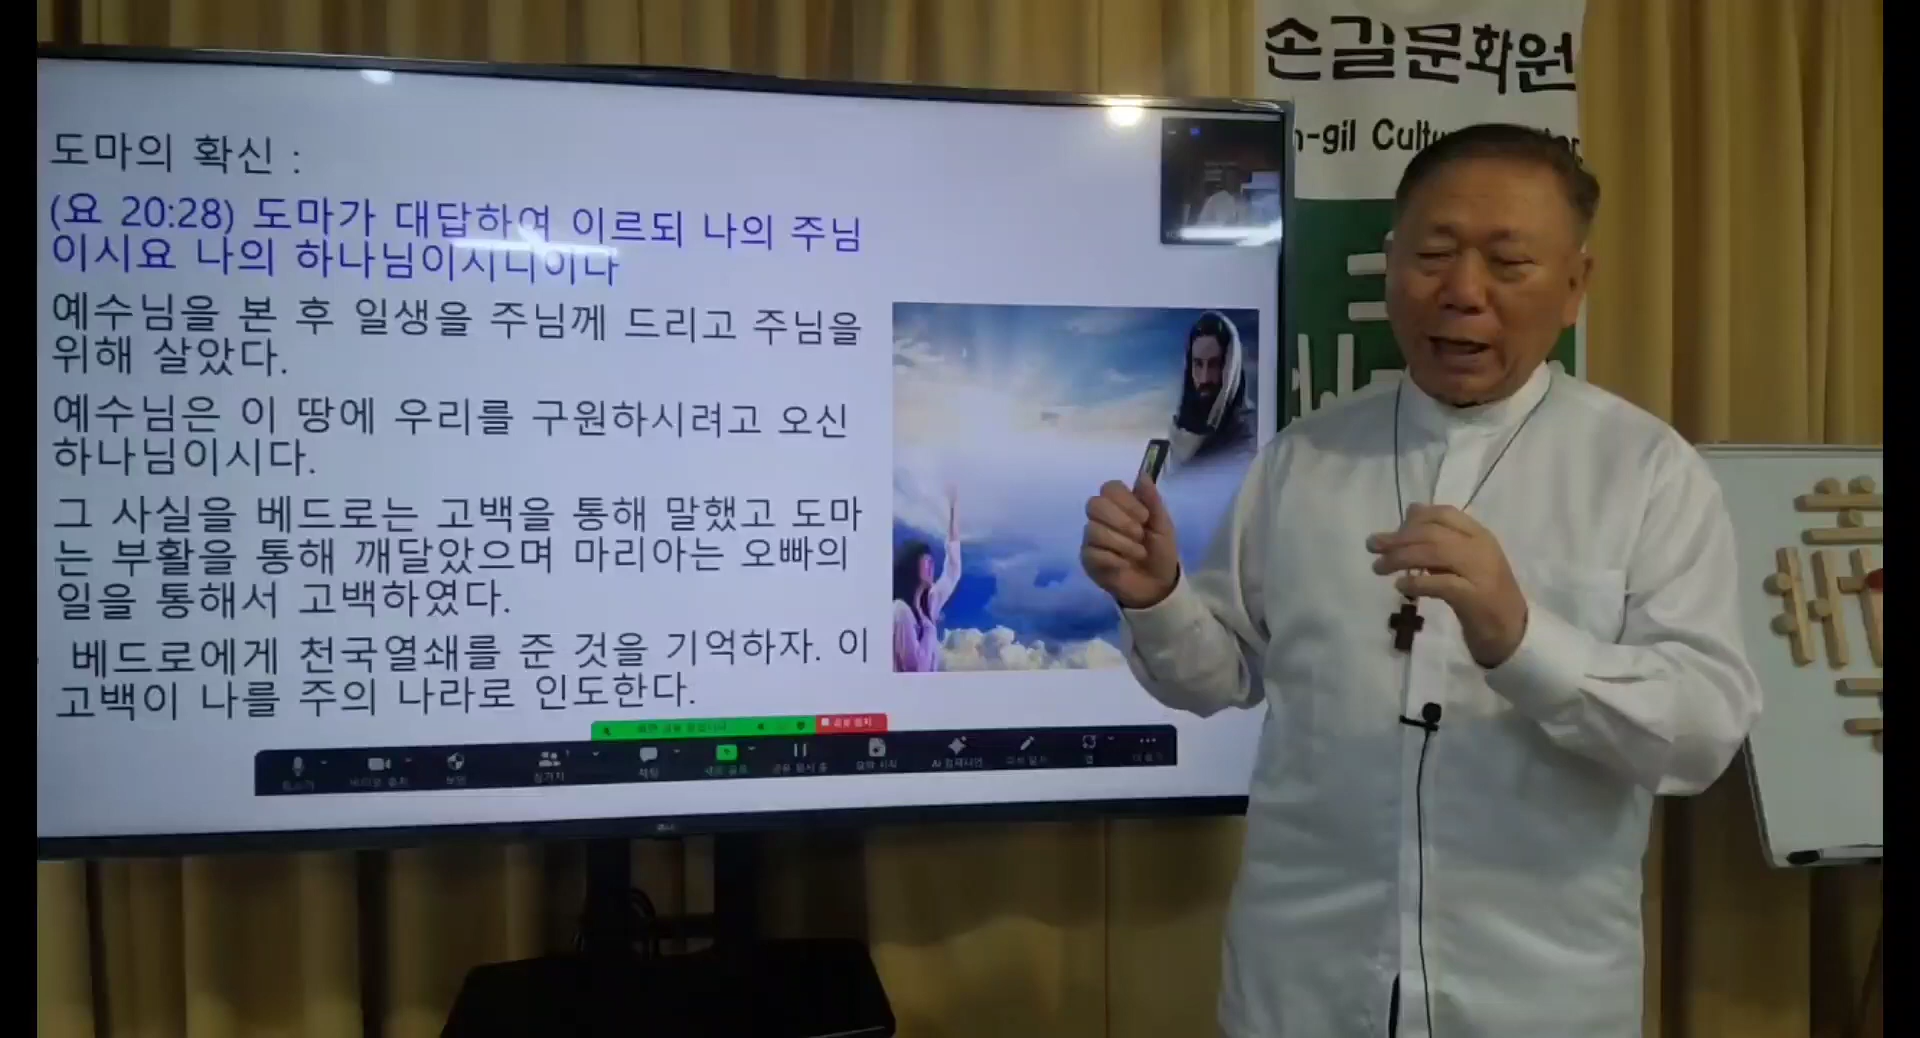 손길문화원
n-gil Cultu
도마의 확신 :
(요 20:28) 도마가 대답하여 이르되 나의 주님
이시요 나의 하나님이시니이다
예수님을 본 후 일생을 주님께 드리고 주님을
위해 살았다.
예수님은 이 땅에 우리를 구원하시려고 오신
하나님이시다.
그 사실을 베드로는 고백을 통해 말했고 도마
는 부활을 통해 깨달았으며 마리아는 오빠의
일을 통해서 고백하였다.
베드로에게 천국열쇄를 준 것을 기억하자. 이
고백이 나를 주의 나라로 인도한다.